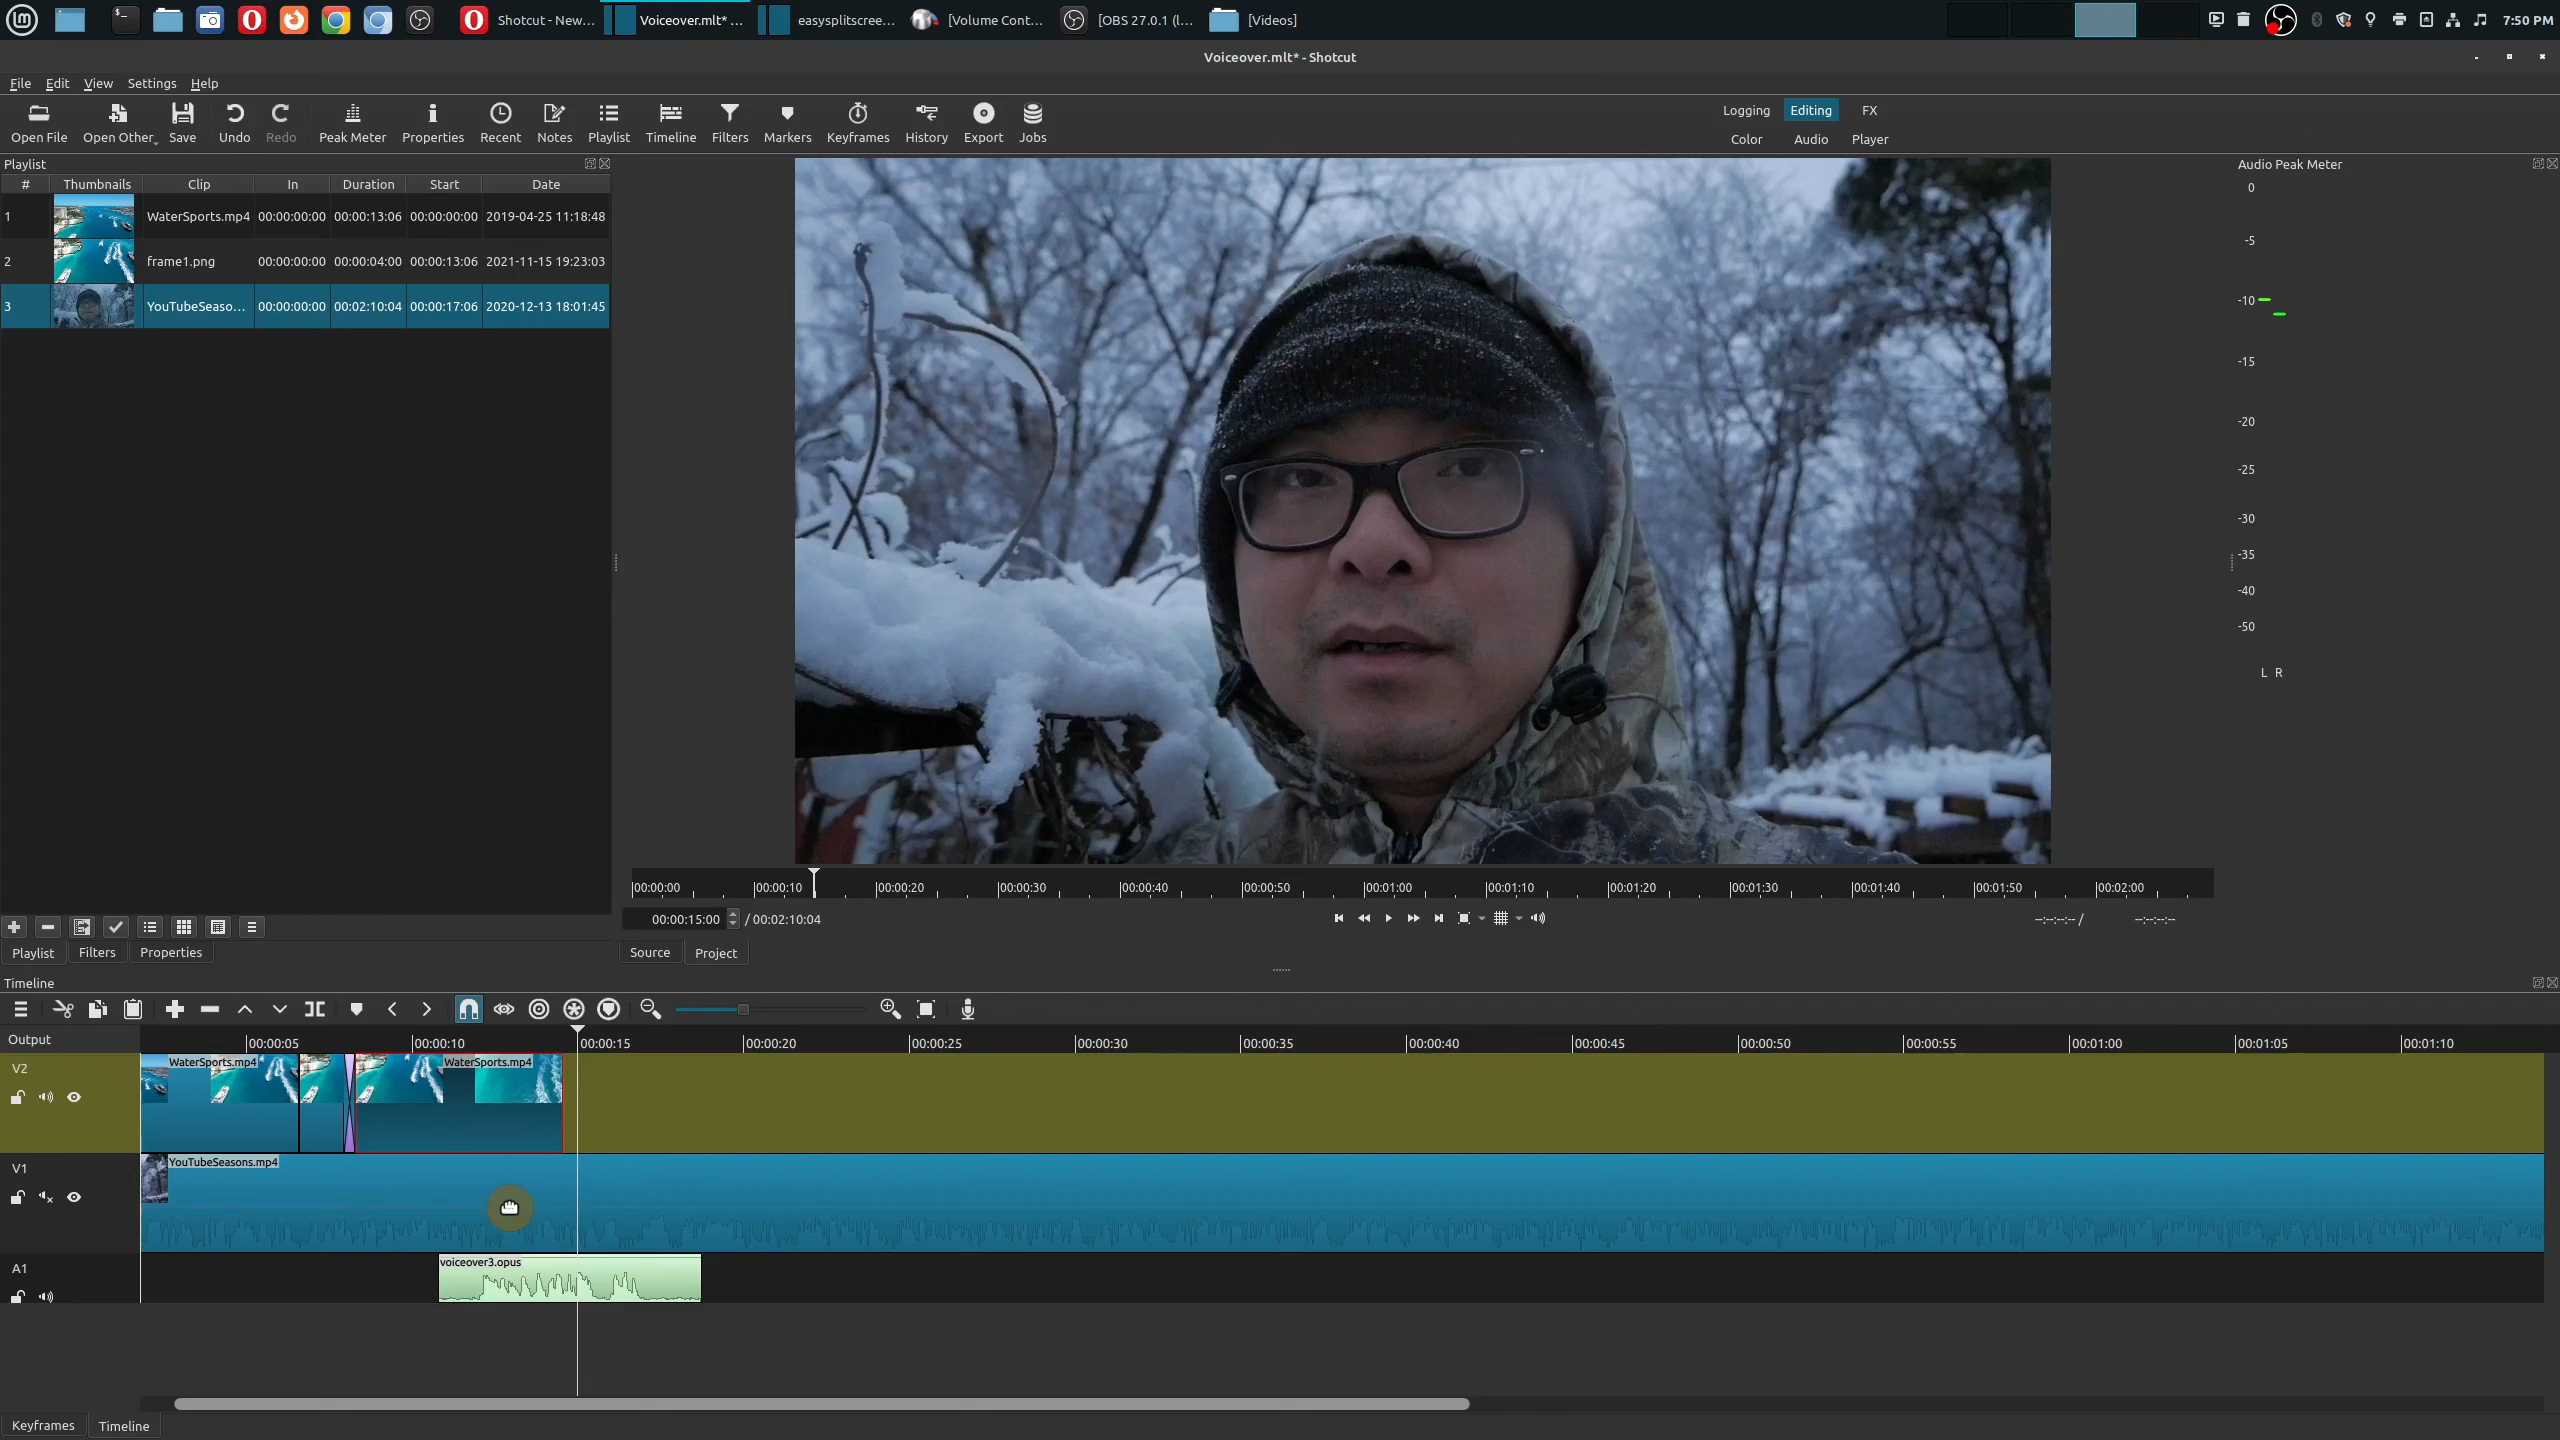 Shotcut - New...
Voiceover.mlt* ...
easysplitscree...
[Volume Cont...
[OBS 27.0.1 (l...
[Videos]
7:50 PM
Voiceover.mlt* - Shotcut
File Edit View Settings Help
Open File Open Other Save Undo Redo Peak Meter Properties Recent Notes Playlist Timeline Filters Markers Keyframes History Export Jobs
Logging Editing FX
Color Audio Player
Playlist
# Thumbnails Clip In Duration Start Date
1 WaterSports.mp4 00:00:00:00 00:00:13:06 00:00:00:00 2019-04-25 11:18:48
2 frame1.png 00:00:00:00 00:00:04:00 00:00:13:06 2021-11-15 19:23:03
3 YouTubeSeaso... 00:00:00:00 00:02:10:04 00:00:17:06 2020-12-13 18:01:45
Audio Peak Meter
0
-5
-10
-15
-20
-25
-30
-35
-40
-50
L R
00:00:00 00:00:10 00:00:20 00:00:30 00:00:40 00:00:50 00:01:00 00:01:10 00:01:20 00:01:30 00:01:40 00:01:50 00:02:00
00:00:15:00 / 00:02:10:04
--:--:--:-- / --:--:--:--
Playlist Filters Properties
Source Project
Timeline
Output
00:00:05 00:00:10 00:00:15 00:00:20 00:00:25 00:00:30 00:00:35 00:00:40 00:00:45 00:00:50 00:00:55 00:01:00 00:01:05 00:01:10
V2
WaterSports.mp4 WaterSports.mp4
V1
YouTubeSeasons.mp4
A1
voiceover3.opus
Keyframes Timeline